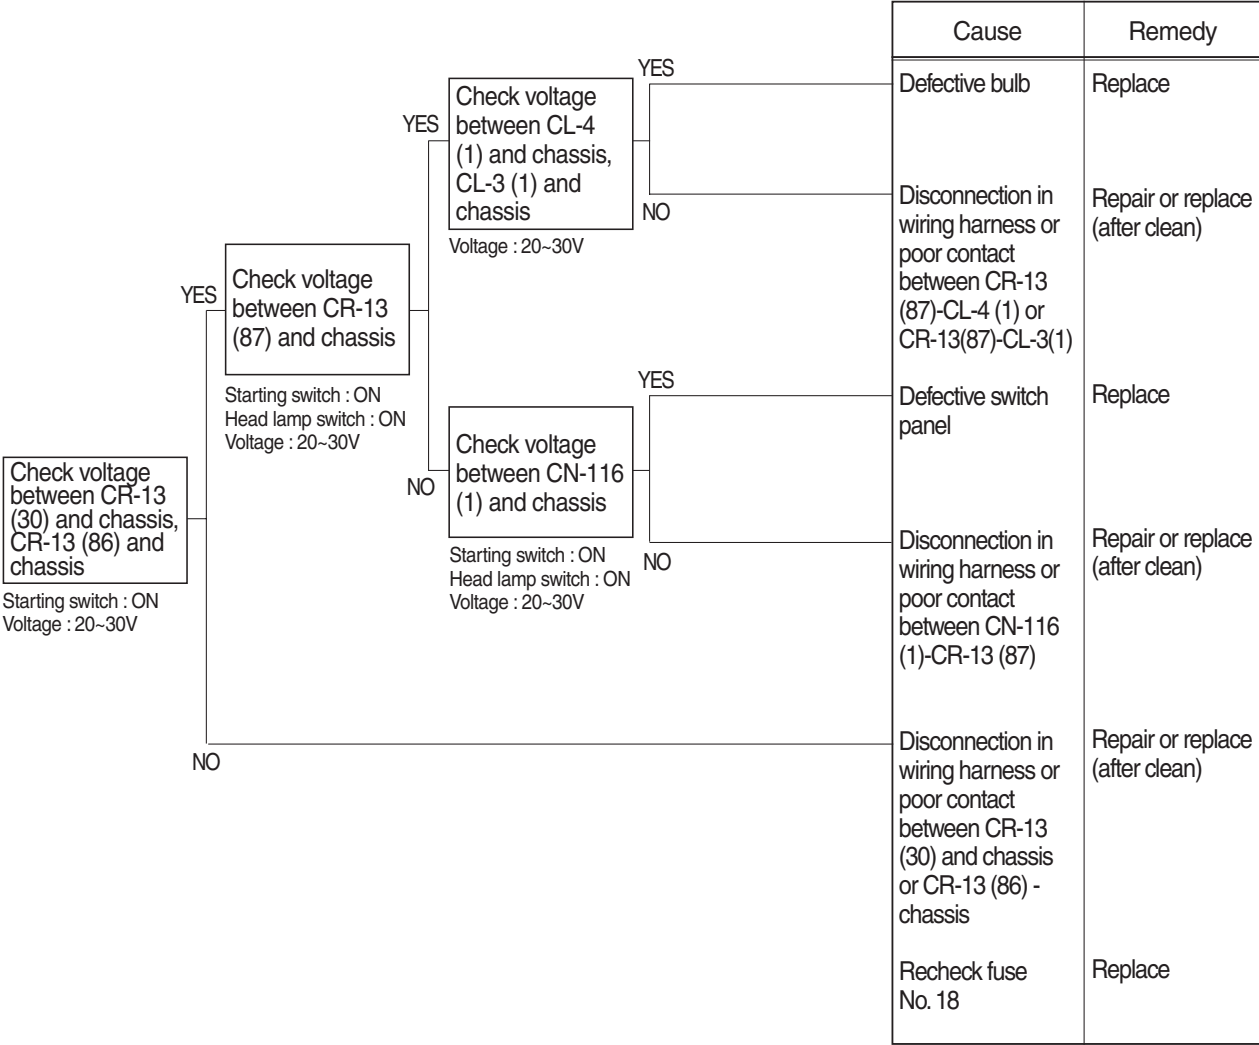 Cause
Remedy
YES
Check voltage
between CL-4
(1) and chassis,
CL-3 (1) and
chassis
Voltage : 20~30V
YES
NO
Defective bulb
Replace
Disconnection in
wiring harness or
poor contact
between CR-13
(87)-CL-4 (1) or
CR-13(87)-CL-3(1)
Repair or replace
(after clean)
YES
Check voltage
between CR-13
(87) and chassis
Starting switch : ON
Head lamp switch : ON
Voltage : 20~30V
NO
Check voltage
between CN-116
(1) and chassis
Starting switch : ON
Head lamp switch : ON
Voltage : 20~30V
YES
NO
Defective switch
panel
Replace
Disconnection in
wiring harness or
poor contact
between CN-116
(1)-CR-13 (87)
Repair or replace
(after clean)
Check voltage
between CR-13
(30) and chassis,
CR-13 (86) and
chassis
Starting switch : ON
Voltage : 20~30V
NO
Disconnection in
wiring harness or
poor contact
between CR-13
(30) and chassis
or CR-13 (86) -
chassis
Repair or replace
(after clean)
Recheck fuse
No. 18
Replace